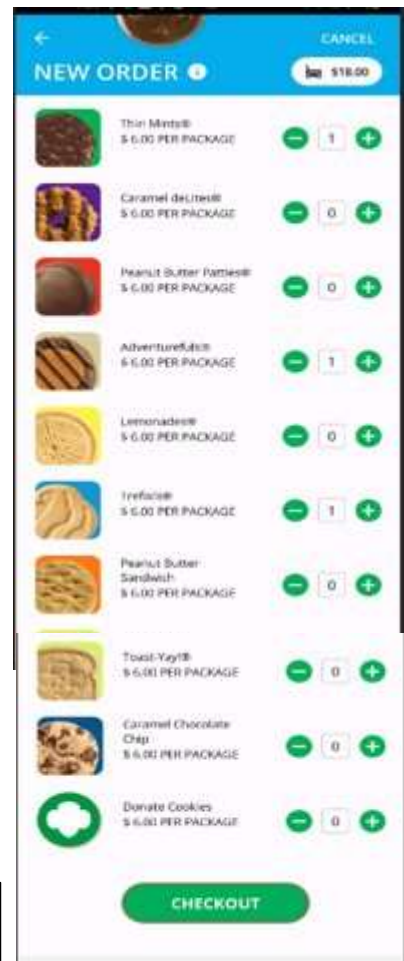 CANCEL
NEW ORDER i
$18.00
Thin Mints®
$ 6.00 PER PACKAGE
1
Caramel deLites®
$ 6.00 PER PACKAGE
0
Peanut Butter Patties®
$ 6.00 PER PACKAGE
0
Adventurefuls®
$ 6.00 PER PACKAGE
1
Lemonades®
$ 6.00 PER PACKAGE
0
Trefoils®
$ 6.00 PER PACKAGE
1
Peanut Butter
Sandwich
$ 6.00 PER PACKAGE
0
Toast-Yay!®
$ 6.00 PER PACKAGE
0
Caramel Chocolate
Chip
$ 6.00 PER PACKAGE
0
Donate Cookies
$ 6.00 PER PACKAGE
0
CHECKOUT